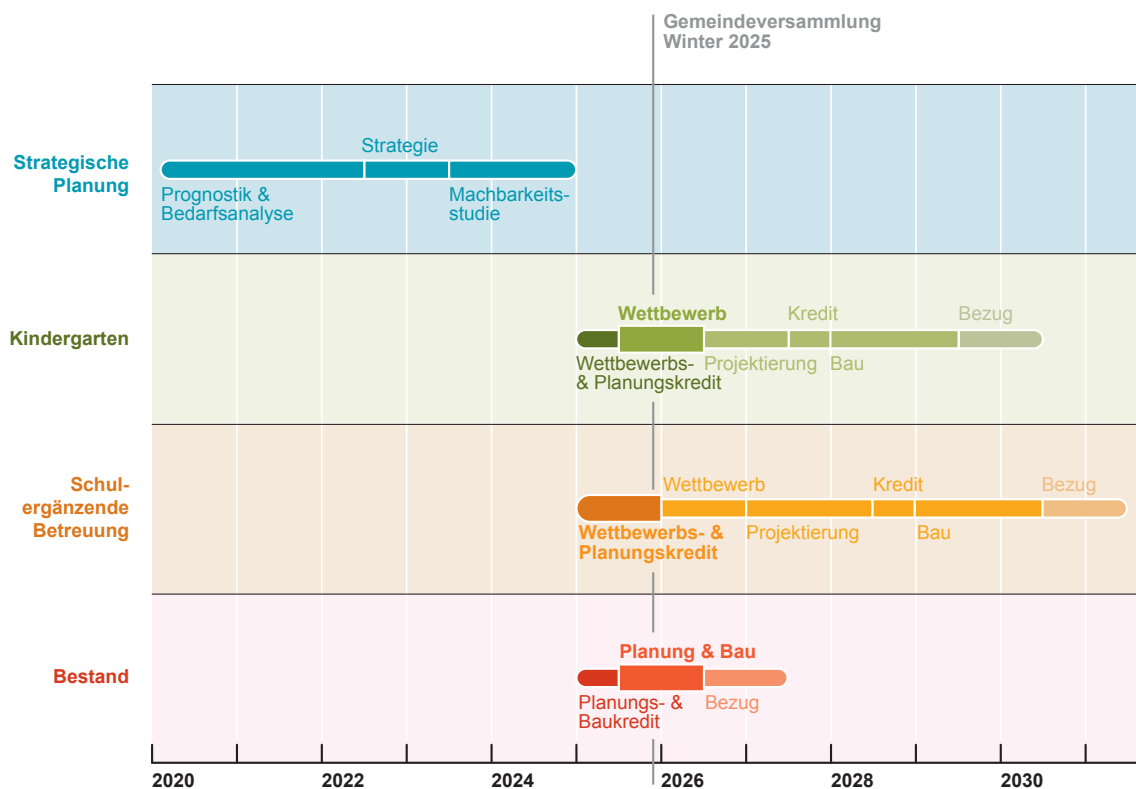 Gemeindeversammlung
Winter 2025
Strategische
Planung
Strategie
Prognostik &
Bedarfsanalyse
Machbarkeits-
studie
Kindergarten
Wettbewerb
Kredit
Bezug
Wettbewerbs-
& Planungskredit
Projektierung
Bau
Schul-
ergänzende
Betreuung
Wettbewerb
Kredit
Bezug
Wettbewerbs- &
Planungskredit
Projektierung
Bau
Bestand
Planung & Bau
Planungs- &
Baukredit
Bezug
2020
2022
2024
2026
2028
2030